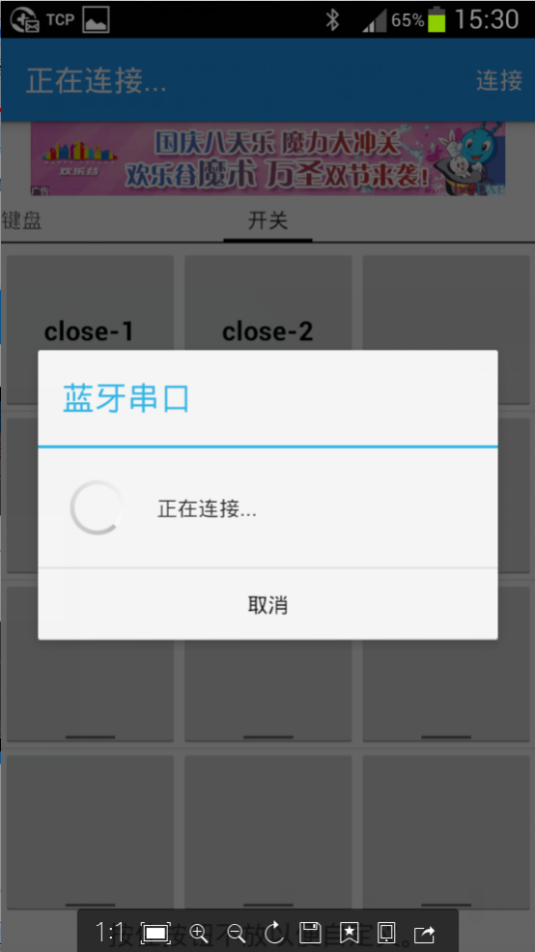 TCP 65% 15:30
正在连接... 连接
国庆八天乐 魔力大冲关
欢乐谷
欢乐谷魔术 万圣双节来袭!
广告
键盘 开关
close-1 close-2
蓝牙串口
正在连接...
取消
1:1